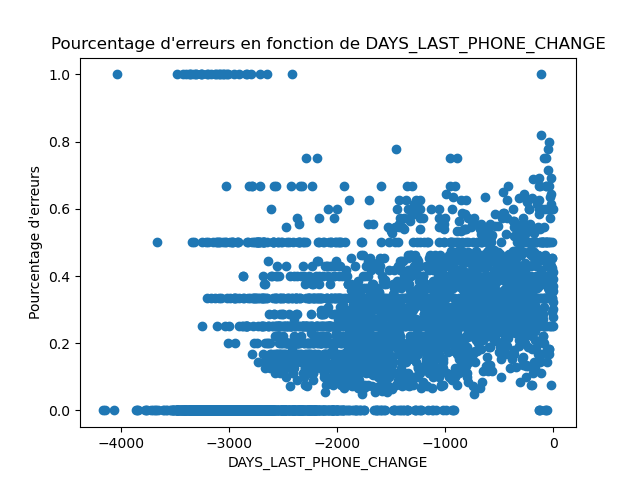 Pourcentage d'erreurs en fonction de DAYS_LAST_PHONE_CHANGE
1.0
0.8
0.6
0.4
0.2
0.0
Pourcentage d'erreurs
−4000 −3000 −2000 −1000 0
DAYS_LAST_PHONE_CHANGE